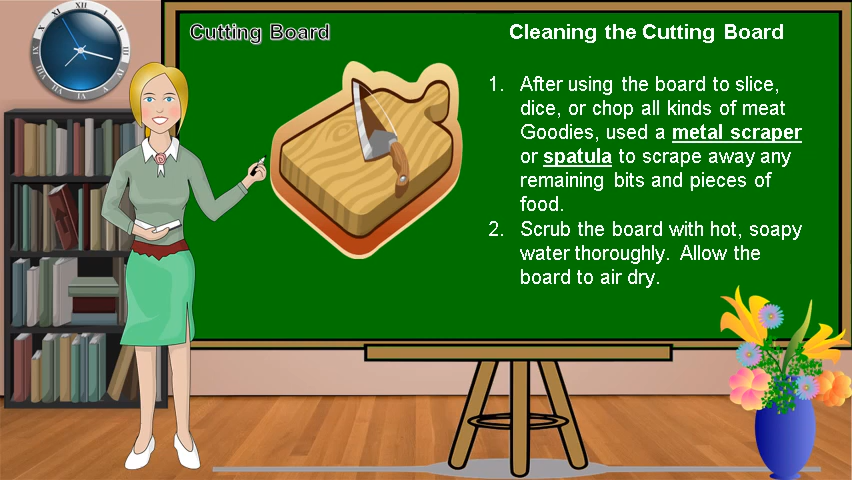 Cutting Board
Cleaning the Cutting Board
1. After using the board to slice,
dice, or chop all kinds of meat
Goodies, used a metal scraper
or spatula to scrape away any
remaining bits and pieces of
food.
2. Scrub the board with hot, soapy
water thoroughly. Allow the
board to air dry.